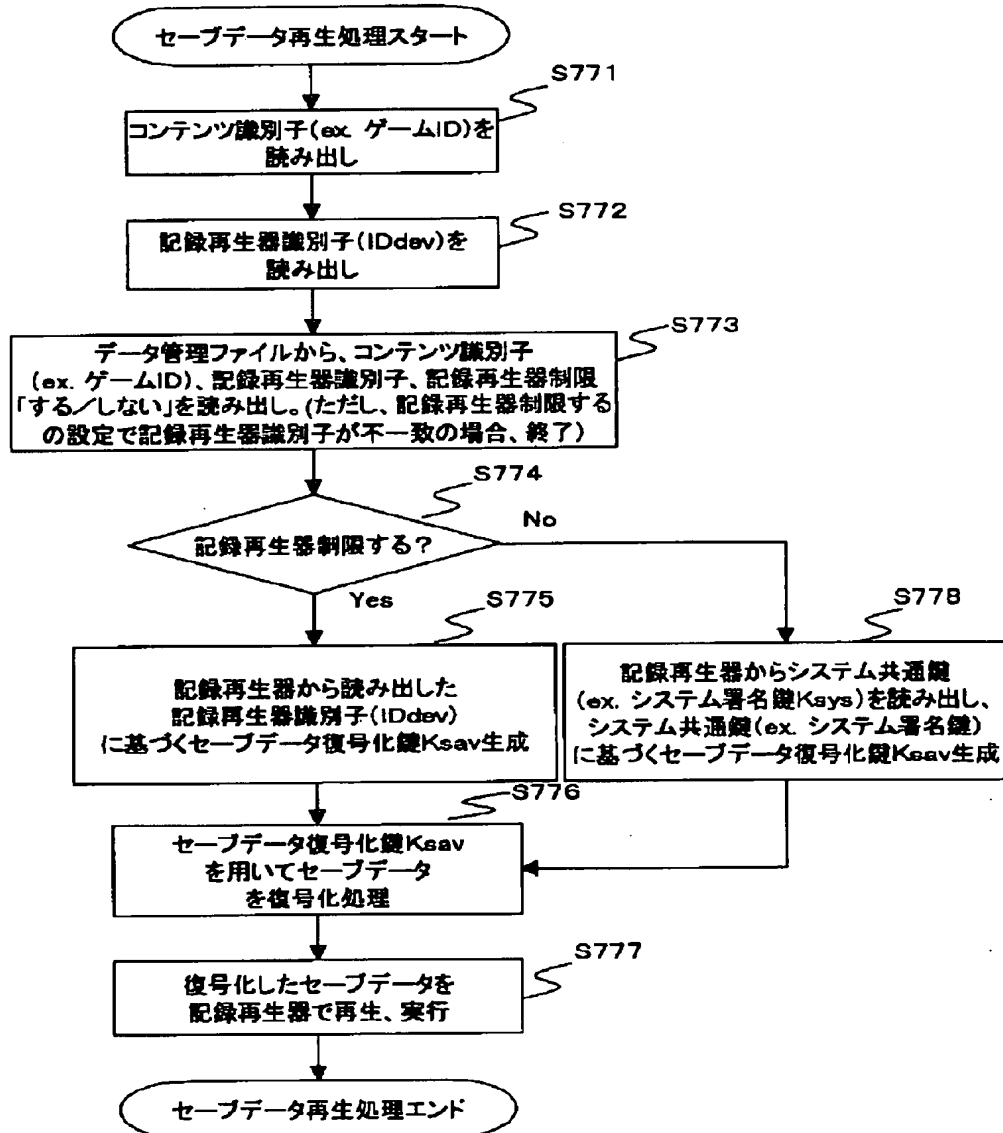 セーブデータ再生処理スタート
S771
コンテンツ識別子(ex. ゲームID)を
読み出し
S772
記録再生器識別子(IDdev)を
読み出し
S773
データ管理ファイルから、コンテンツ識別子
(ex. ゲームID)、記録再生器識別子、記録再生器制限
「する/しない」を読み出し。(ただし、記録再生器制限する
の設定で記録再生器識別子が不一致の場合、終了)
S774
記録再生器制限する?
No
Yes
S775
記録再生器から読み出した
記録再生器識別子(IDdev)
に基づくセーブデータ復号化鍵Ksav生成
S778
記録再生器からシステム共通鍵
(ex. システム署名鍵Ksys)を読み出し、
システム共通鍵(ex. システム署名鍵)
に基づくセーブデータ復号化鍵Ksav生成
S776
セーブデータ復号化鍵Ksav
を用いてセーブデータ
を復号化処理
S777
復号化したセーブデータを
記録再生器で再生、実行
セーブデータ再生処理エンド